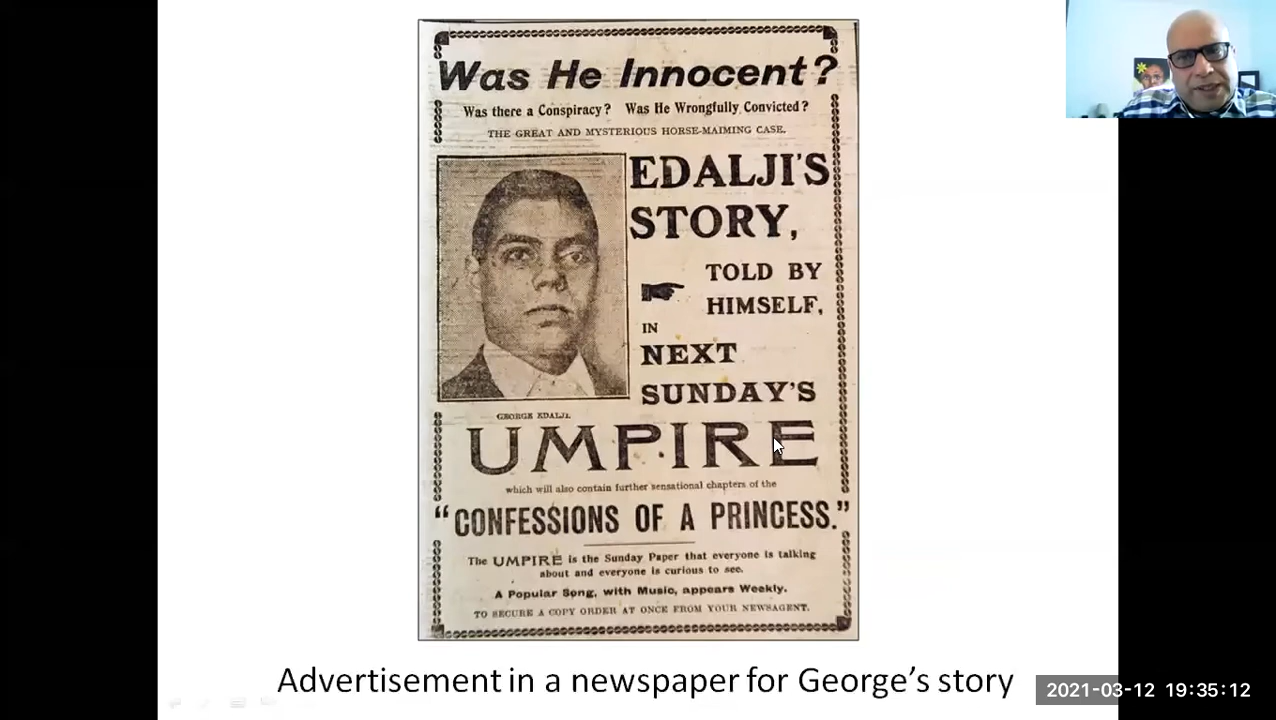 Was He Innocent?
Was there a Conspiracy? Was He Wrongfully Convicted?
THE GREAT AND MYSTERIOUS HORSE-MAIMING CASE.
EDALJI'S
STORY,
TOLD BY
HIMSELF,
IN
NEXT
SUNDAY'S
GEORGE EDALJI.
UMPIRE
which will also contain further sensational chapters of the
"CONFESSIONS OF A PRINCESS."
The UMPIRE is the Sunday Paper that everyone is talking
about and everyone is curious to see.
A Popular Song, with Music, appears Weekly.
TO SECURE A COPY ORDER AT ONCE FROM YOUR NEWSAGENT.
Advertisement in a newspaper for George's story
2021-03-12 19:35:12